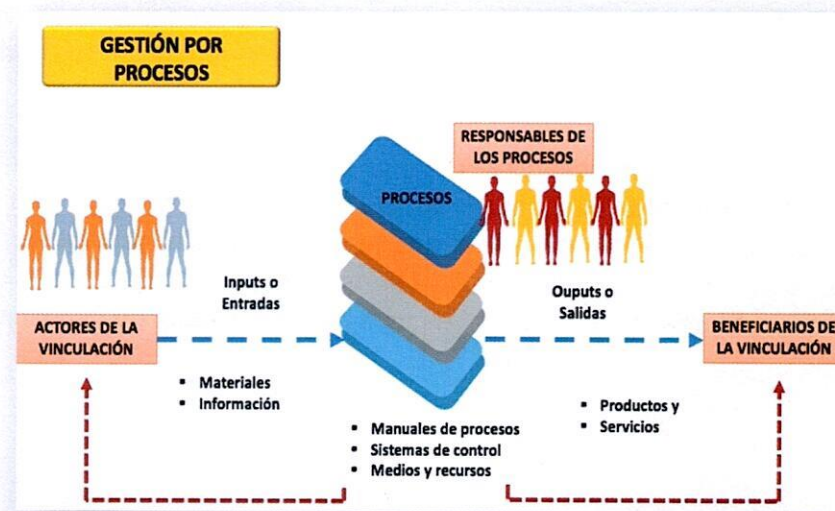 GESTIÓN POR
PROCESOS
RESPONSABLES DE
LOS PROCESOS
PROCESOS
Inputs o
Entradas
Ouputs o
Salidas
ACTORES DE LA
VINCULACIÓN
BENEFICIARIOS DE
LA VINCULACIÓN
▪ Materiales
▪ Información
▪ Productos y
▪ Servicios
▪ Manuales de procesos
▪ Sistemas de control
▪ Medios y recursos